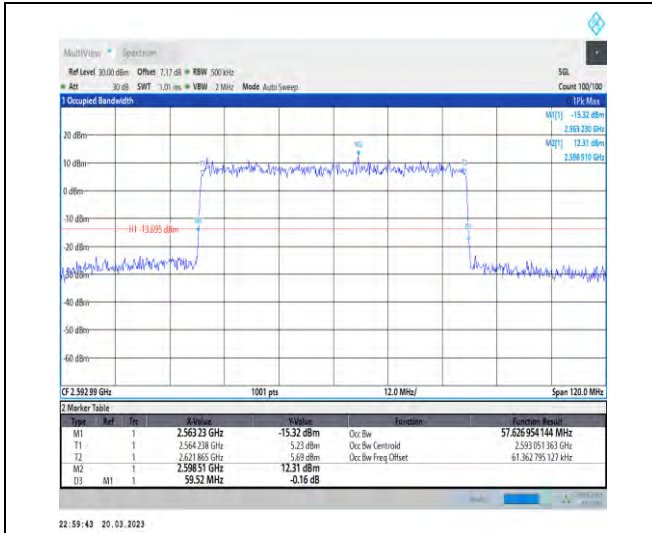 MultiView Spectrum
Ref Level 30.00 dBm Offset 7.17 dB RBW 500 kHz SGL
Att 30 dB SWT 1.01 ms VBW 2 MHz Mode Auto Sweep Count 100/100
1 Occupied Bandwidth 1Pk Max
M1[1] -15.32 dBm
2.563 230 GHz
M2[1] 12.31 dBm
2.598 510 GHz
20 dBm
M2
10 dBm
T1
0 dBm
-10 dBm
M1
H1 -13.695 dBm
-20 dBm
-30 dBm
-40 dBm
-50 dBm
-60 dBm
CF 2.592 99 GHz 1001 pts 12.0 MHz/ Span 120.0 MHz
2 Marker Table
Type Ref Trc X-Value Y-Value Function Function Result
M1 1 2.563 23 GHz -15.32 dBm Occ Bw 57.626 954 144 MHz
T1 1 2.564 238 GHz 5.23 dBm Occ Bw Centroid 2.593 051 363 GHz
T2 1 2.621 865 GHz 5.69 dBm Occ Bw Freq Offset 61.362 795 127 kHz
M2 1 2.598 51 GHz 12.31 dBm
D3 M1 1 59.52 MHz -0.16 dB
22:59:43 20.03.2023